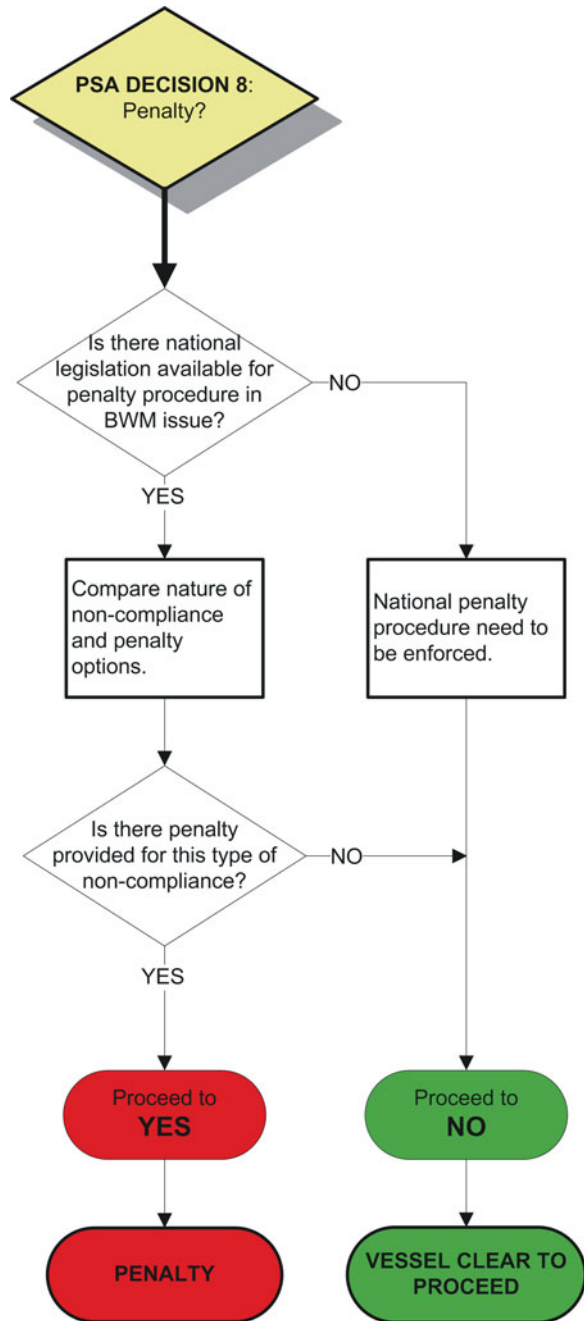 PSA DECISION 8:
Penalty?
Is there national
legislation available for
penalty procedure in
BWM issue?
NO
YES
Compare nature of
non-compliance
and penalty
options.
National penalty
procedure need to
be enforced.
Is there penalty
provided for this type of
non-compliance?
NO
YES
Proceed to
YES
Proceed to
NO
PENALTY
VESSEL CLEAR TO
PROCEED